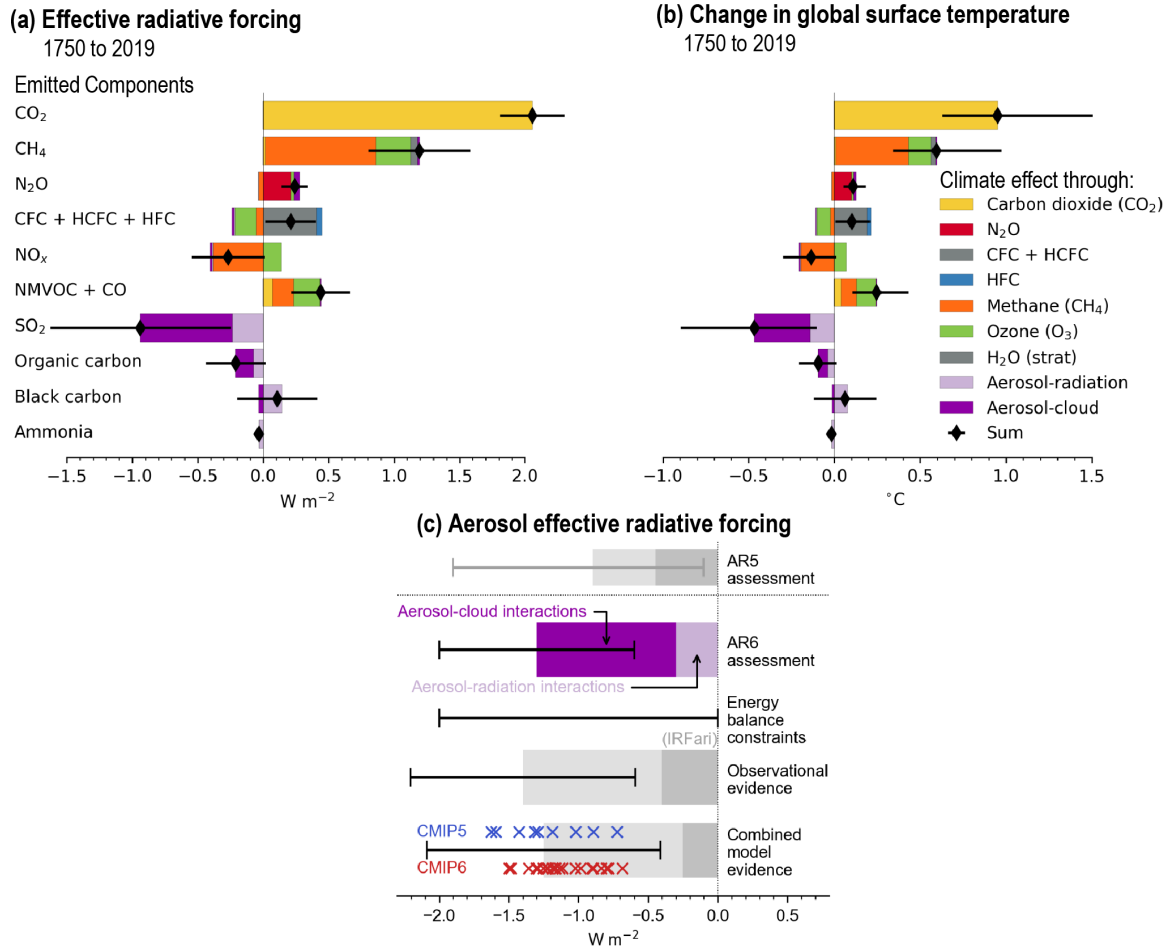 (a) Effective radiative forcing
1750 to 2019
Emitted Components
CO₂
CH₄
N₂O
CFC + HCFC + HFC
NOₓ
NMVOC + CO
SO₂
Organic carbon
Black carbon
Ammonia
−1.5 −1.0 −0.5 0.0 0.5 1.0 1.5 2.0
W m⁻²
(b) Change in global surface temperature
1750 to 2019
Climate effect through:
Carbon dioxide (CO₂)
N₂O
CFC + HCFC
HFC
Methane (CH₄)
Ozone (O₃)
H₂O (strat)
Aerosol-radiation
Aerosol-cloud
Sum
−1.0 −0.5 0.0 0.5 1.0 1.5
°C
(c) Aerosol effective radiative forcing
AR5
assessment
Aerosol-cloud interactions
AR6
assessment
Aerosol-radiation interactions
Energy
balance
constraints
(IRFari)
Observational
evidence
CMIP5
Combined
model
evidence
CMIP6
−2.0 −1.5 −1.0 −0.5 0.0 0.5
W m⁻²